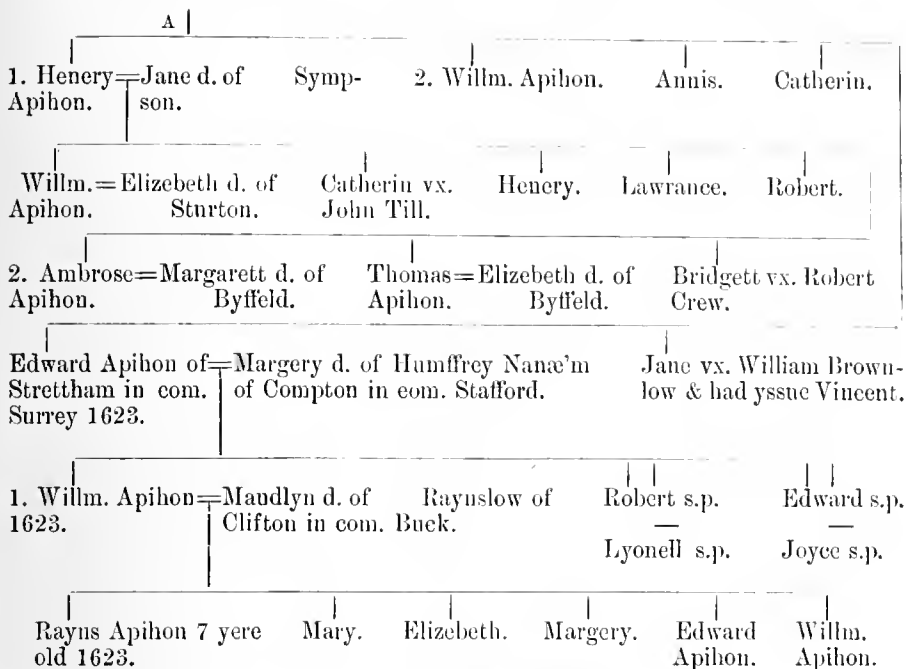 A
1. Henery=Jane d. of Symp- 2. Willm. Apihon. Annis. Catherin.
Apihon. son.
Willm.=Elizebeth d. of Catherin vx. Henery. Lawrance. Robert.
Apihon. Sturton. John Till.
2. Ambrose=Margarett d. of Thomas=Elizebeth d. of Bridgett vx. Robert
Apihon. Byffeld. Apihon. Byffeld. Crew.
Edward Apihon of=Margery d. of Humffrey Nanæ'm Jane vx. William Brown-
Strettham in com. of Compton in com. Stafford. low & had yssue Vincent.
Surrey 1623.
1. Willm. Apihon=Maudlyn d. of Raynslow of Robert s.p. Edward s.p.
1623. Clifton in com. Buck.
Lyonell s.p. Joyce s.p.
Rayns Apihon 7 yere Mary. Elizebeth. Margery. Edward Willm.
old 1623. Apihon. Apihon.